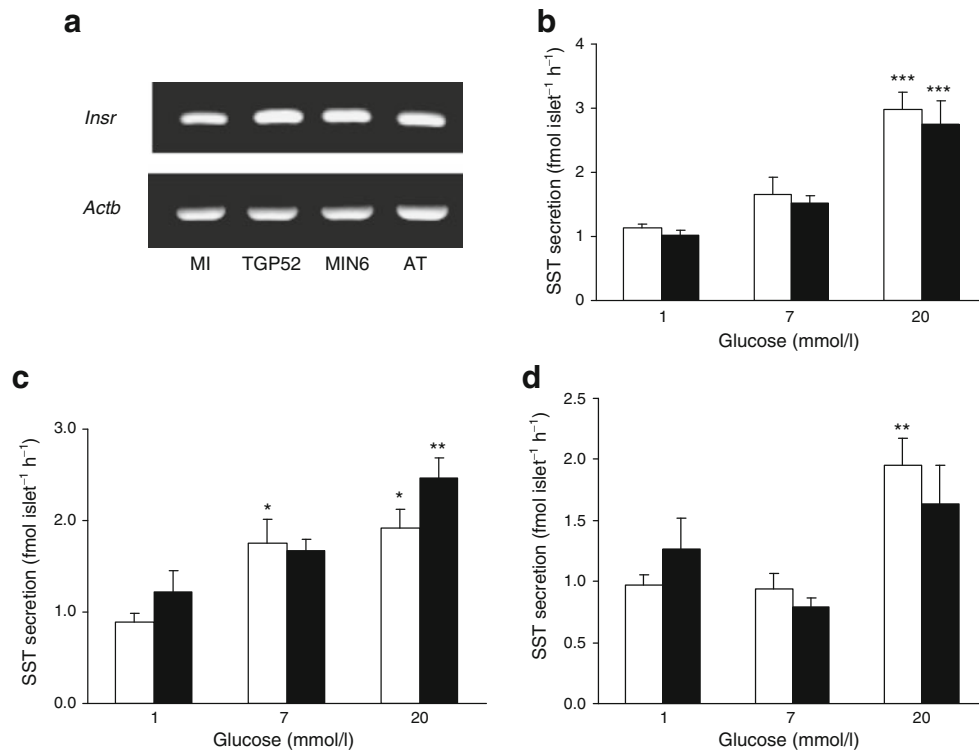 a
Insr
Actb
MI TGP52 MIN6 AT
b
SST secretion (fmol islet⁻¹ h⁻¹)
4
3
2
1
0
*** ***
1 7 20
Glucose (mmol/l)
c
SST secretion (fmol islet⁻¹ h⁻¹)
3.0
2.0
1.0
0.0
* * **
1 7 20
Glucose (mmol/l)
d
SST secretion (fmol islet⁻¹ h⁻¹)
2.5
2.0
1.5
1.0
0.5
0.0
**
1 7 20
Glucose (mmol/l)